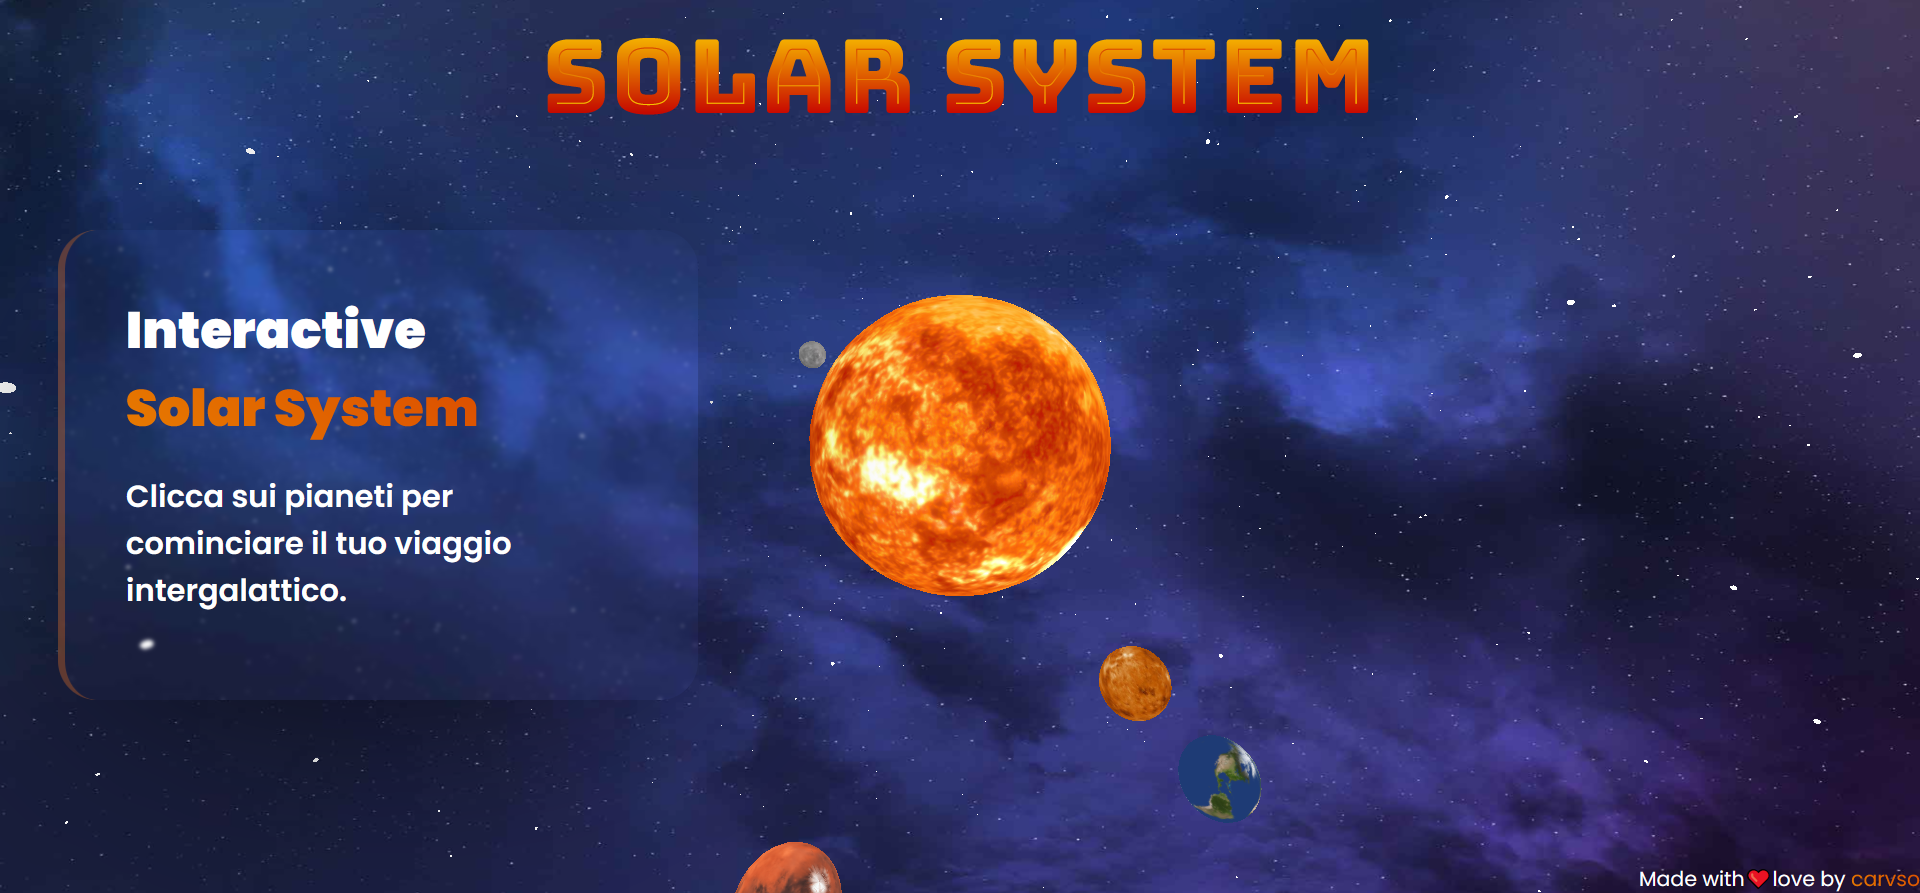 SOLAR SYSTEM
Interactive
Solar System
Clicca sui pianeti per
cominciare il tuo viaggio
intergalattico.
Made with❤️love by carvso